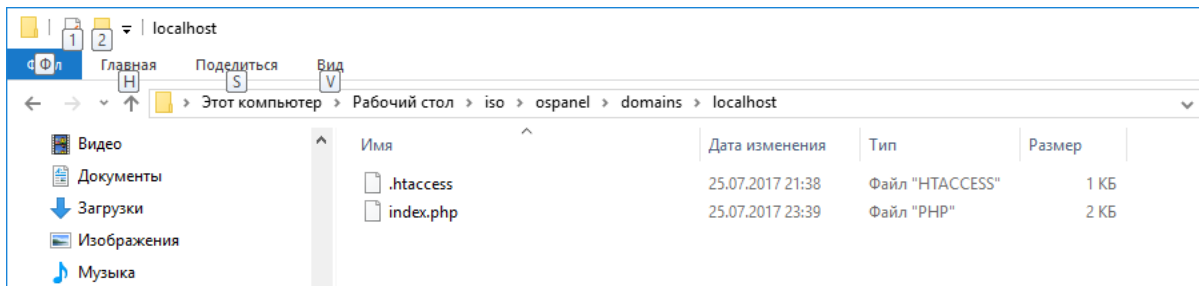 localhost
1 2
Файл Главная Поделиться Вид
Ф H S V
Этот компьютер › Рабочий стол › iso › ospanel › domains › localhost
Имя Дата изменения Тип Размер
Видео
Документы
Загрузки
Изображения
Музыка
.htaccess 25.07.2017 21:38 Файл "HTACCESS" 1 КБ
index.php 25.07.2017 23:39 Файл "PHP" 2 КБ